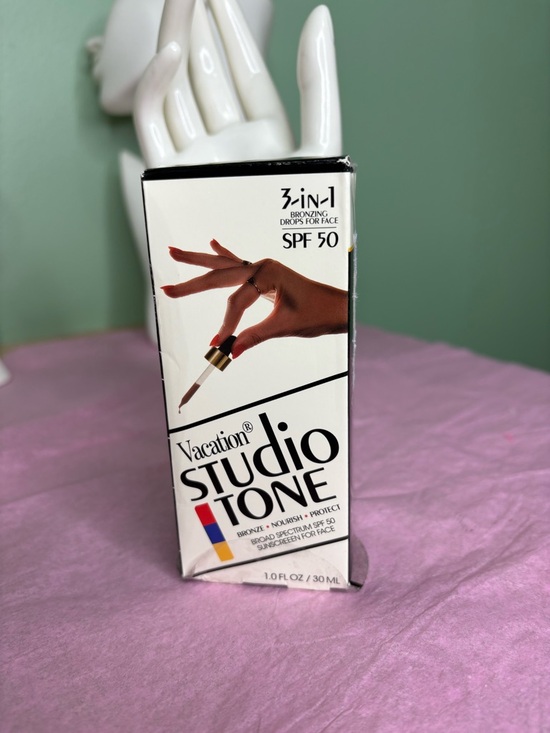 3-in-1
BRONZING
DROPS FOR FACE
SPF 50
Vacation®
STUdio
TONE
BRONZE • NOURISH • PROTECT
BROAD SPECTRUM SPF 50
SUNSCREEEN FOR FACE
1.0 FL OZ / 30 ML